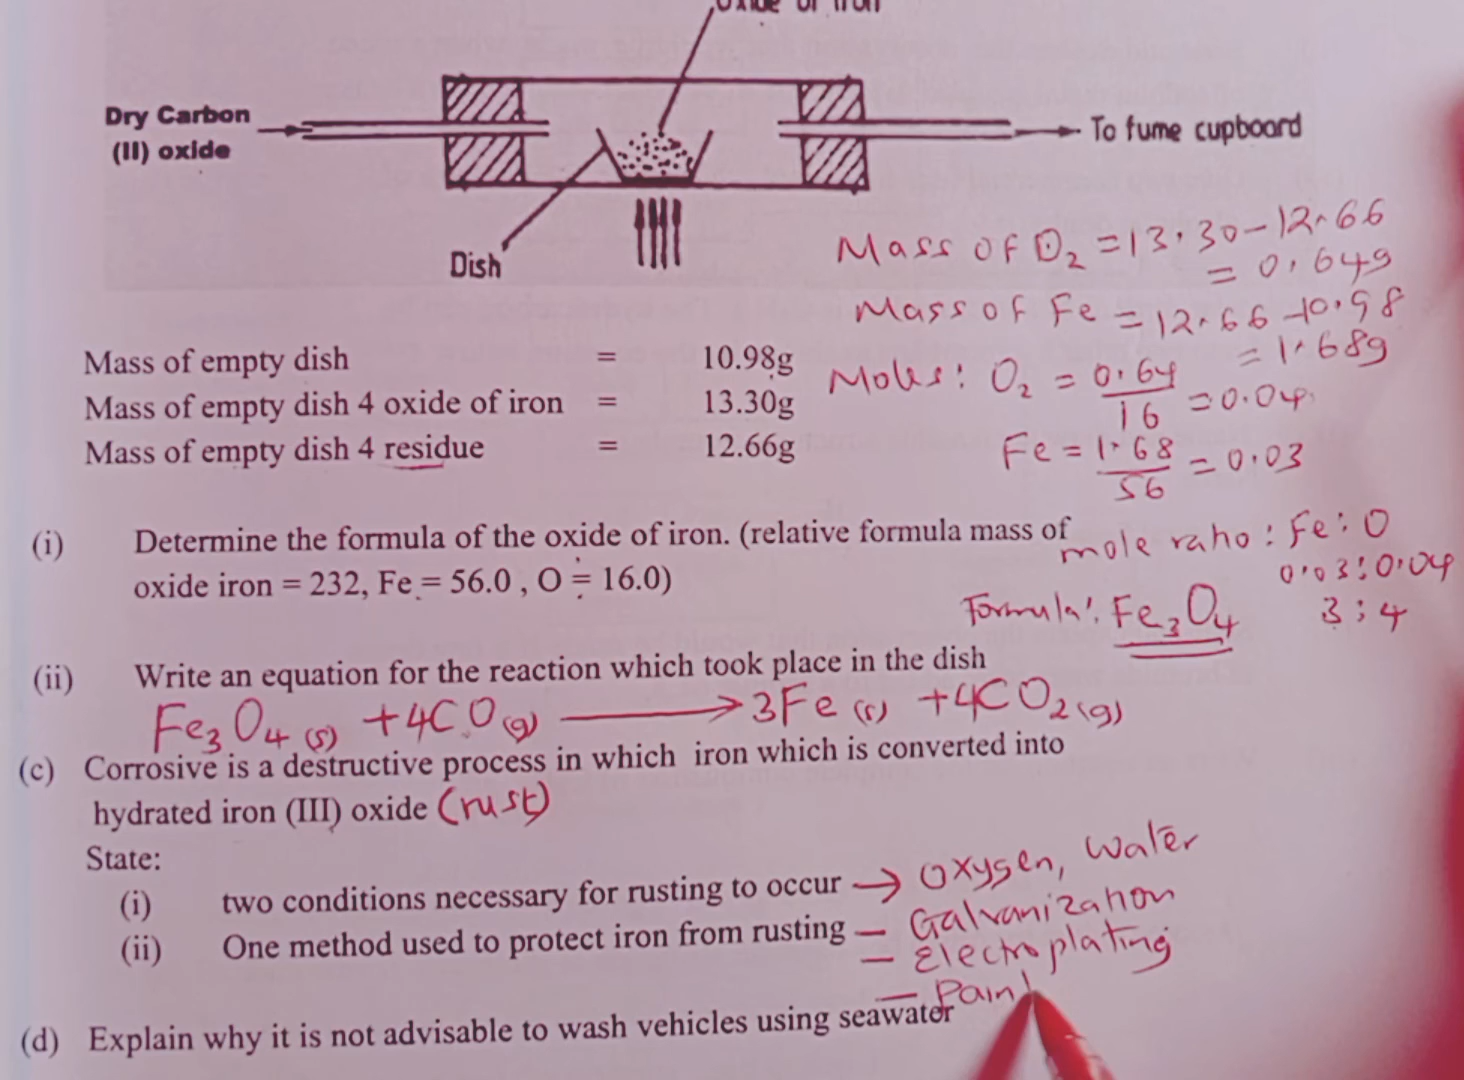 oxide of iron
Dry Carbon
(II) oxide
To fume cupboard
Dish
Mass of O2 = 13.30 - 12.66
= 0.64g
Mass of Fe = 12.66 - 10.98
= 1.68g
Mass of empty dish = 10.98g
Mass of empty dish 4 oxide of iron = 13.30g
Mass of empty dish 4 residue = 12.66g
Moles: O2 = 0.64/16 = 0.04
Fe = 1.68/56 = 0.03
(i) Determine the formula of the oxide of iron. (relative formula mass of
oxide iron = 232, Fe = 56.0 , O = 16.0)
mole ratio : Fe : O
0.03 : 0.04
3 : 4
Formula: Fe3O4
(ii) Write an equation for the reaction which took place in the dish
Fe3O4(s) + 4CO(g) → 3Fe(s) + 4CO2(g)
(c) Corrosive is a destructive process in which iron which is converted into
hydrated iron (III) oxide (rust)
State:
(i) two conditions necessary for rusting to occur → Oxygen, Water
(ii) One method used to protect iron from rusting – Galvanization
– Electroplating
– Pain
(d) Explain why it is not advisable to wash vehicles using seawater